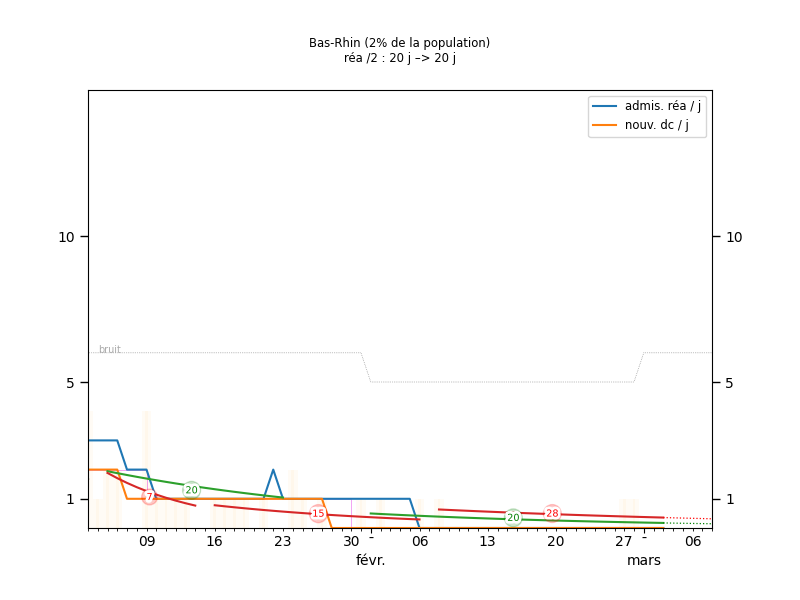 Bas-Rhin (2% de la population)
réa /2 : 20 j –> 20 j
admis. réa / j
nouv. dc / j
10 10
bruit
5 5
20
7
1 1
15 20 28
09 16 23 30 - 06 13 20 27 - 06
févr. mars